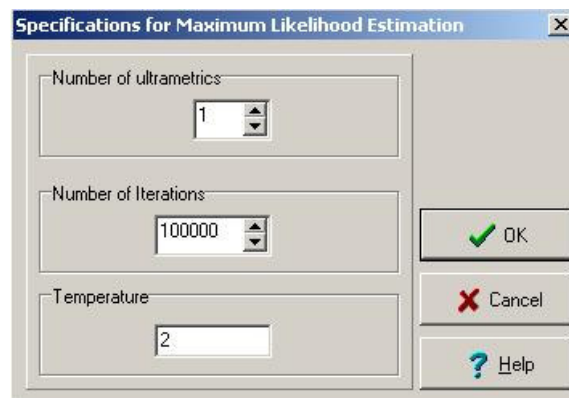 Specifications for Maximum Likelihood Estimation
Number of ultrametrics
1
Number of Iterations
100000
Temperature
2
OK
Cancel
Help